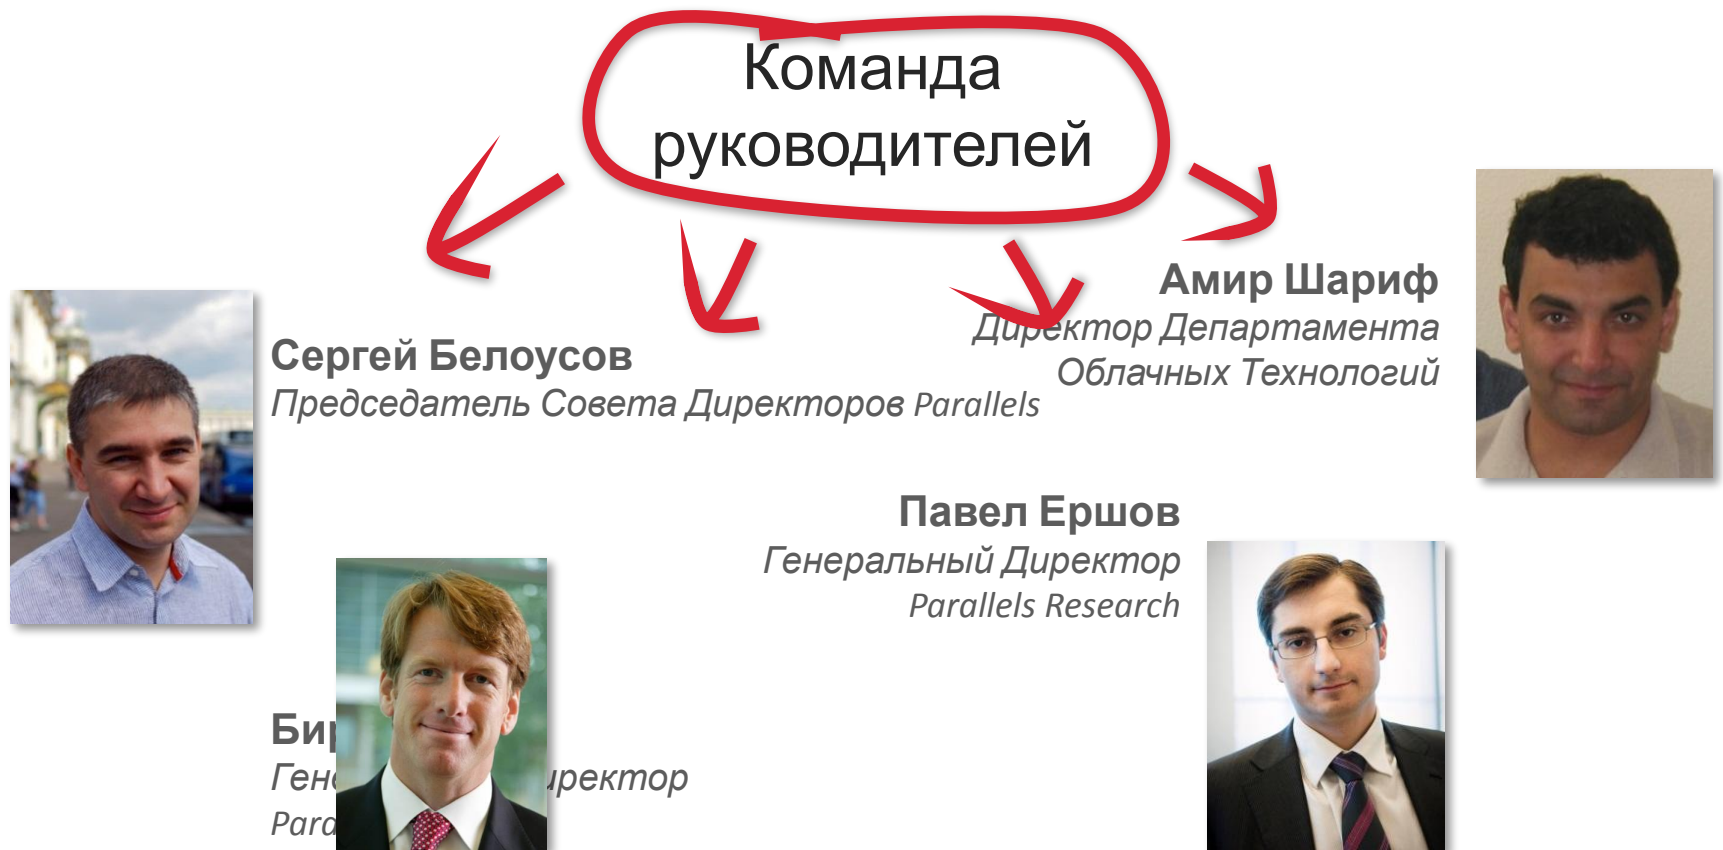 Команда
руководителей
Амир Шариф
Директор Департамента
Облачных Технологий
Сергей Белоусов
Председатель Совета Директоров Parallels
Павел Ершов
Генеральный Директор
Parallels Research